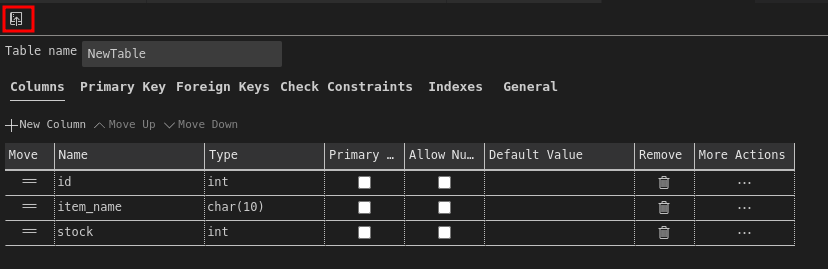 Table name NewTable
Columns Primary Key Foreign Keys Check Constraints Indexes General
New Column Move Up Move Down
Move Name Type Primary ... Allow Nu... Default Value Remove More Actions
id int
item_name char(10)
stock int